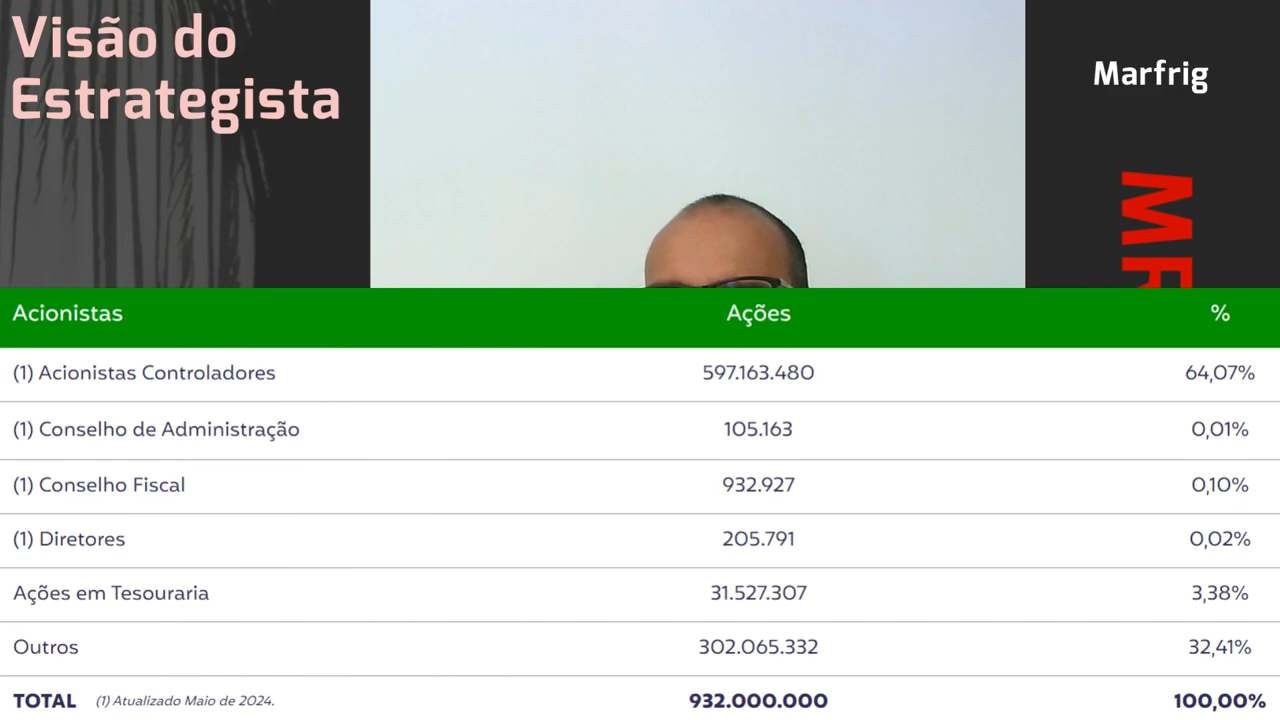 Visão do
Estrategista
Marfrig
MR
Acionistas Ações %
(1) Acionistas Controladores 597.163.480 64,07%
(1) Conselho de Administração 105.163 0,01%
(1) Conselho Fiscal 932.927 0,10%
(1) Diretores 205.791 0,02%
Ações em Tesouraria 31.527.307 3,38%
Outros 302.065.332 32,41%
TOTAL (1) Atualizado Maio de 2024. 932.000.000 100,00%